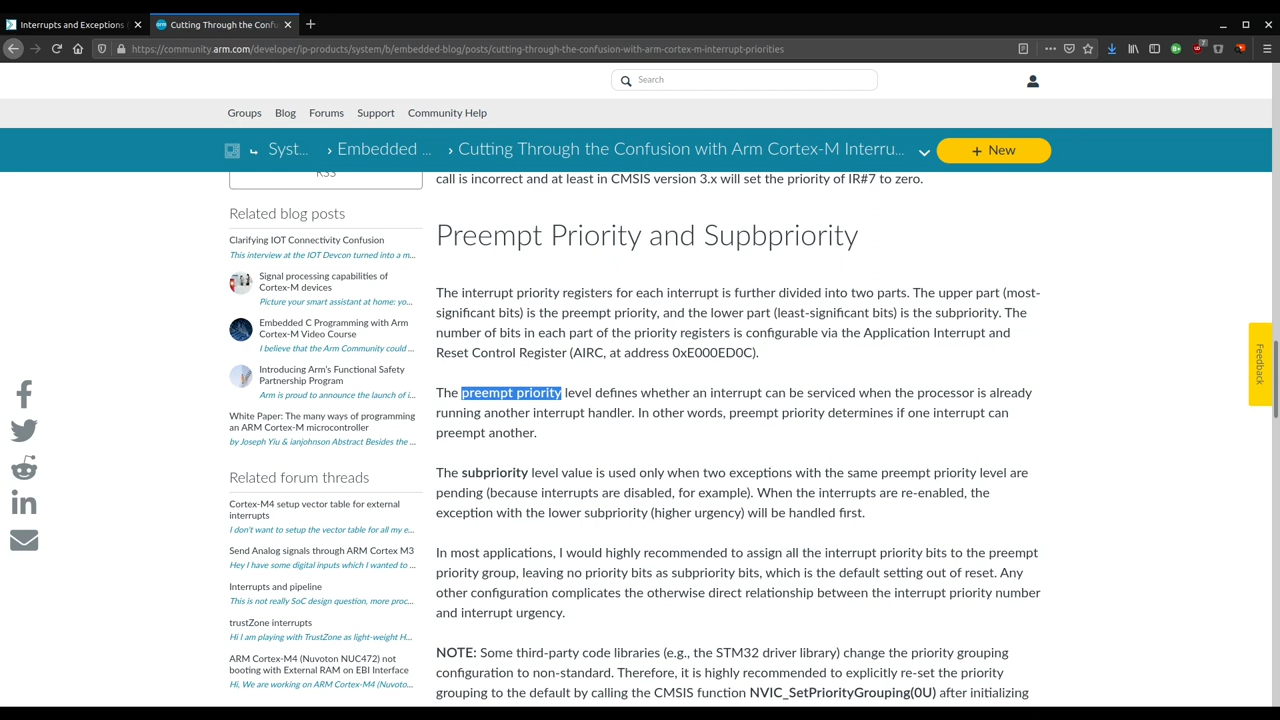 Interrupts and Exceptions
Cutting Through the Confu
https://community.arm.com/developer/ip-products/system/b/embedded-blog/posts/cutting-through-the-confusion-with-arm-cortex-m-interrupt-priorities
Search
Groups Blog Forums Support Community Help
Syst... › Embedded ... › Cutting Through the Confusion with Arm Cortex-M Interru...
+ New
RSS
Related blog posts
Clarifying IOT Connectivity Confusion
This interview at the IOT Devcon turned into a m...
Signal processing capabilities of
Cortex-M devices
Picture your smart assistant at home: yo...
Embedded C Programming with Arm
Cortex-M Video Course
I believe that the Arm Community could ...
Introducing Arm's Functional Safety
Partnership Program
Arm is proud to announce the launch of i...
White Paper: The many ways of programming
an ARM Cortex-M microcontroller
by Joseph Yiu & ianjohnson Abstract Besides the ...
Related forum threads
Cortex-M4 setup vector table for external
interrupts
I don't want to setup the vector table for all my e...
Send Analog signals through ARM Cortex M3
Hey I have some digital inputs which I wanted to ...
Interrupts and pipeline
This is not really SoC design question, more proc...
trustZone interrupts
Hi I am playing with TrustZone as light-weight H...
ARM Cortex-M4 (Nuvoton NUC472) not
booting with External RAM on EBI Interface
Hi, We are working on ARM Cortex-M4 (Nuvoto...
call is incorrect and at least in CMSIS version 3.x will set the priority of IR#7 to zero.
Preempt Priority and Supbpriority
The interrupt priority registers for each interrupt is further divided into two parts. The upper part (most-
significant bits) is the preempt priority, and the lower part (least-significant bits) is the subpriority. The
number of bits in each part of the priority registers is configurable via the Application Interrupt and
Reset Control Register (AIRC, at address 0xE000ED0C).
The preempt priority level defines whether an interrupt can be serviced when the processor is already
running another interrupt handler. In other words, preempt priority determines if one interrupt can
preempt another.
The subpriority level value is used only when two exceptions with the same preempt priority level are
pending (because interrupts are disabled, for example). When the interrupts are re-enabled, the
exception with the lower subpriority (higher urgency) will be handled first.
In most applications, I would highly recommended to assign all the interrupt priority bits to the preempt
priority group, leaving no priority bits as subpriority bits, which is the default setting out of reset. Any
other configuration complicates the otherwise direct relationship between the interrupt priority number
and interrupt urgency.
NOTE: Some third-party code libraries (e.g., the STM32 driver library) change the priority grouping
configuration to non-standard. Therefore, it is highly recommended to explicitly re-set the priority
grouping to the default by calling the CMSIS function NVIC_SetPriorityGrouping(0U) after initializing
Feedback